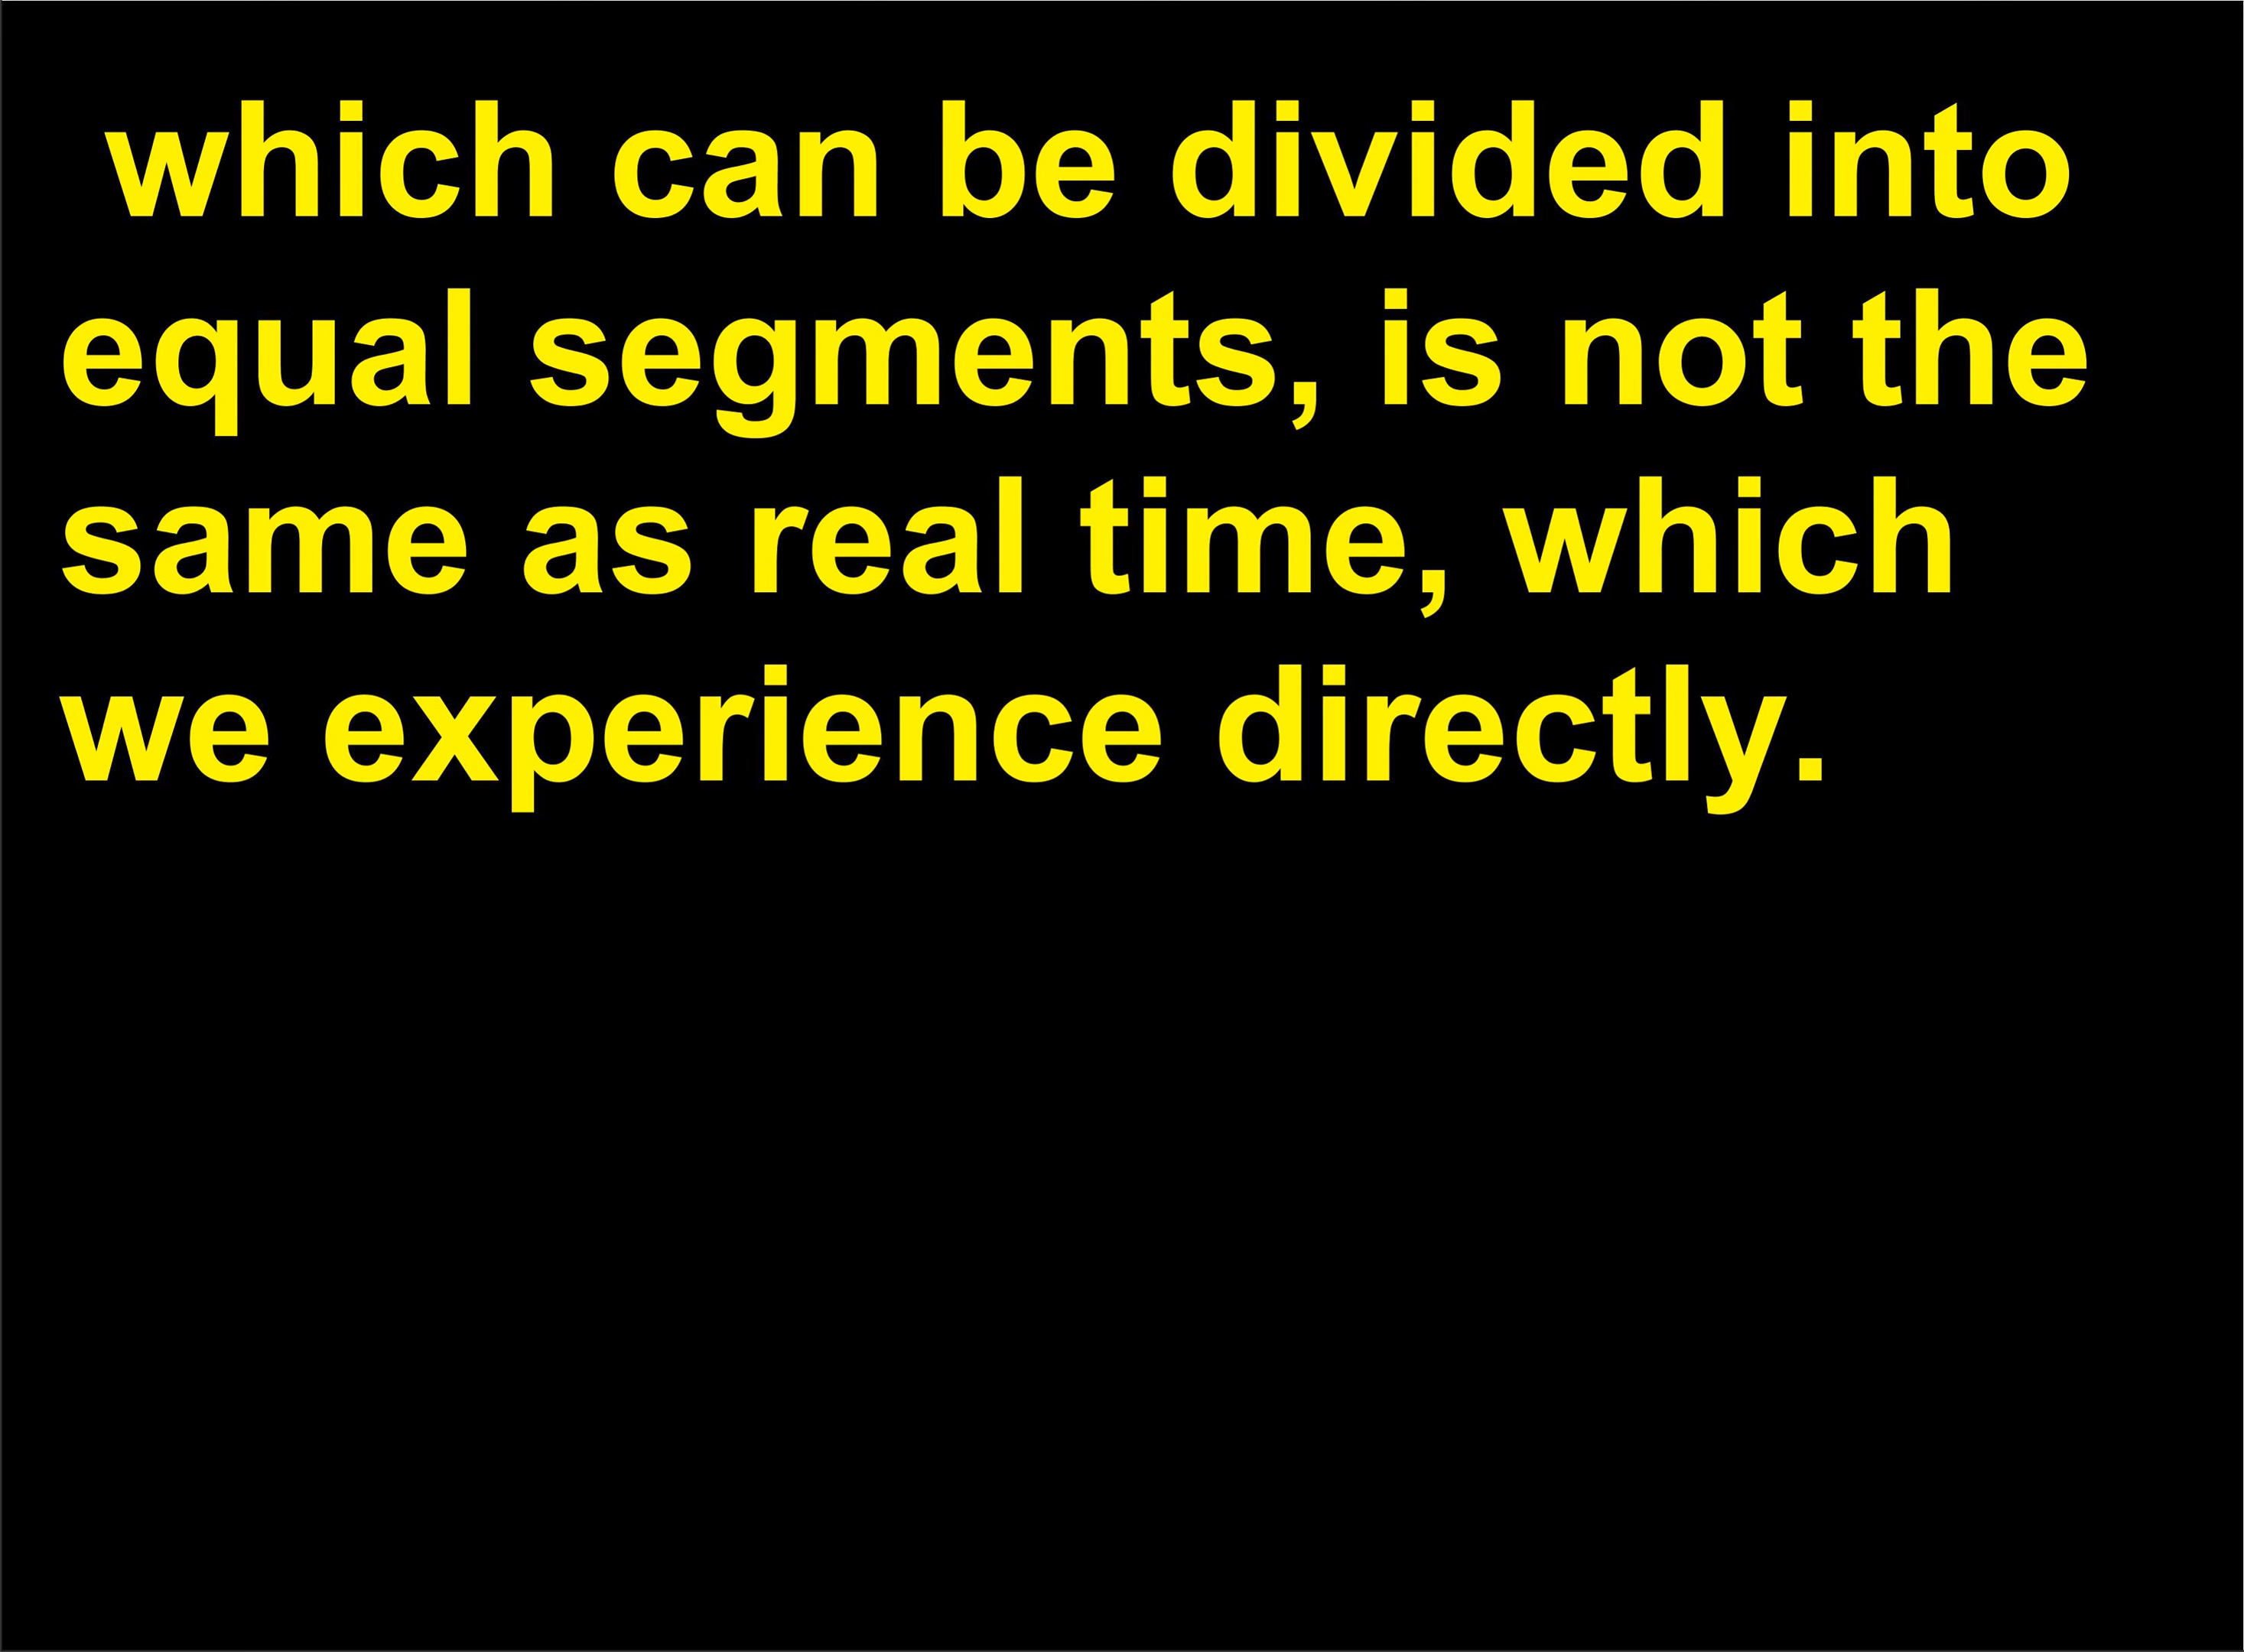 which can be divided into
equal segments, is not the
same as real time, which
we experience directly.